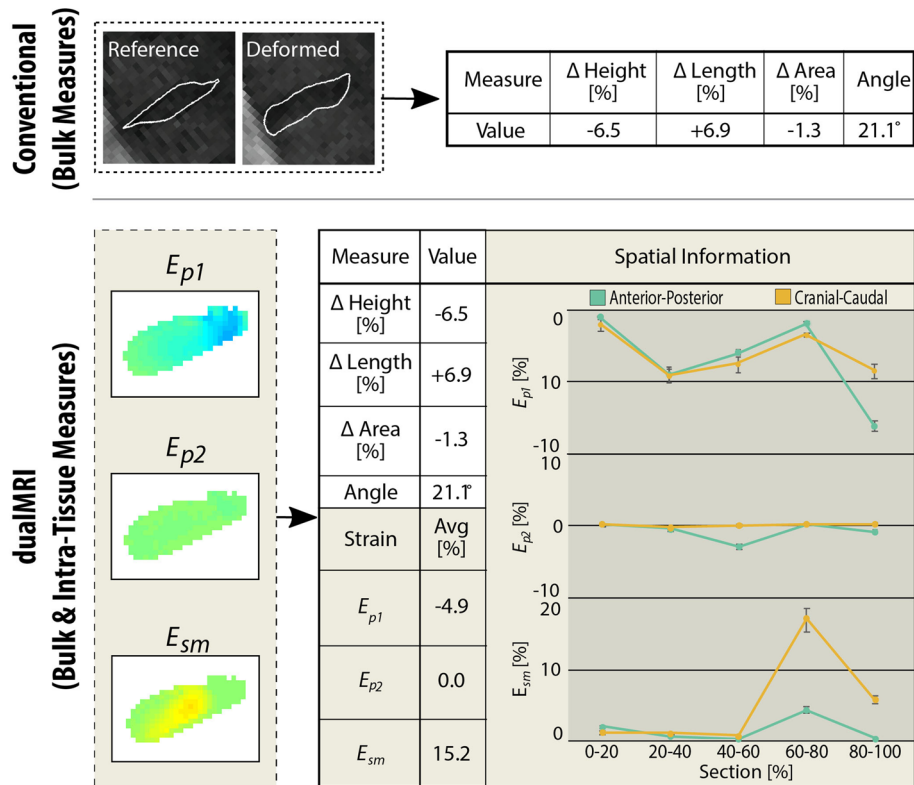 Conventional
(Bulk Measures)
Reference
Deformed
Measure
Δ Height
[%]
Δ Length
[%]
Δ Area
[%]
Angle
Value
-6.5
+6.9
-1.3
21.1°
dualMRI
(Bulk & Intra-Tissue Measures)
Ep1
Ep2
Esm
Measure
Value
Δ Height
[%]
-6.5
Δ Length
[%]
+6.9
Δ Area
[%]
-1.3
Angle
21.1°
Strain
Avg
[%]
Ep1
-4.9
Ep2
0.0
Esm
15.2
Spatial Information
Anterior-Posterior
Cranial-Caudal
Ep1 [%]
0
10
-10
Ep2 [%]
10
0
-10
Esm [%]
20
10
0
0-20
20-40
40-60
60-80
80-100
Section [%]